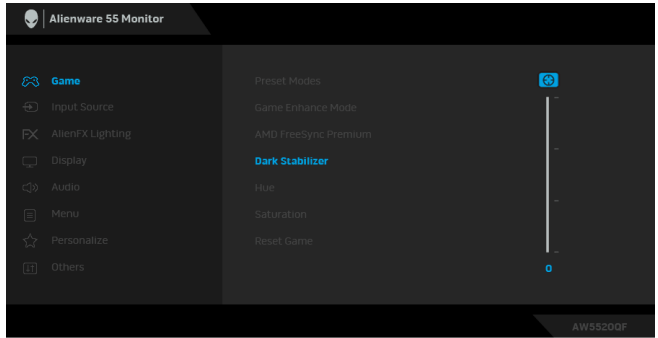 Alienware 55 Monitor
Game
Input Source
FX AlienFX Lighting
Display
Audio
Menu
Personalize
Others
Preset Modes
Game Enhance Mode
AMD FreeSync Premium
Dark Stabilizer
Hue
Saturation
Reset Game
0
AW5520QF